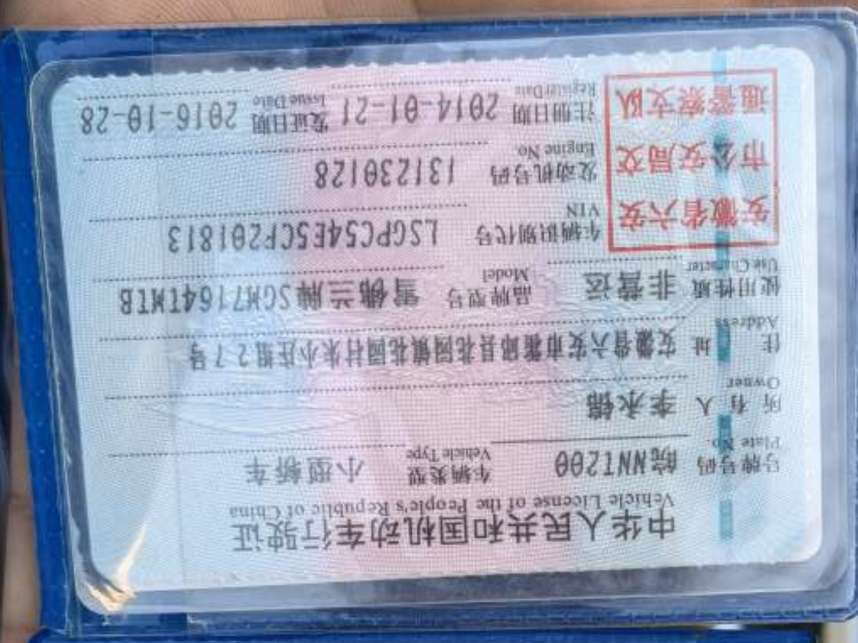 中华人民共和国机动车行驶证
Vehicle License of the People's Republic of China
号牌号码 皖NN1200 车辆类型 小型轿车
Plate No. Vehicle Type
所有人 李永锦
Owner
住址 安徽省六安市霍邱县花园镇花园村朱小庄组27号
Address
使用性质 非营运 品牌型号 雪佛兰牌SGM7164TMTB
Use Character Model
安徽省六安市公安局交通警察支队
车辆识别代号 LSGPC54E5CF201813
VIN
发动机号码 131230128
Engine No.
注册日期 2014-01-21 发证日期 2016-10-28
Register Date Issue Date